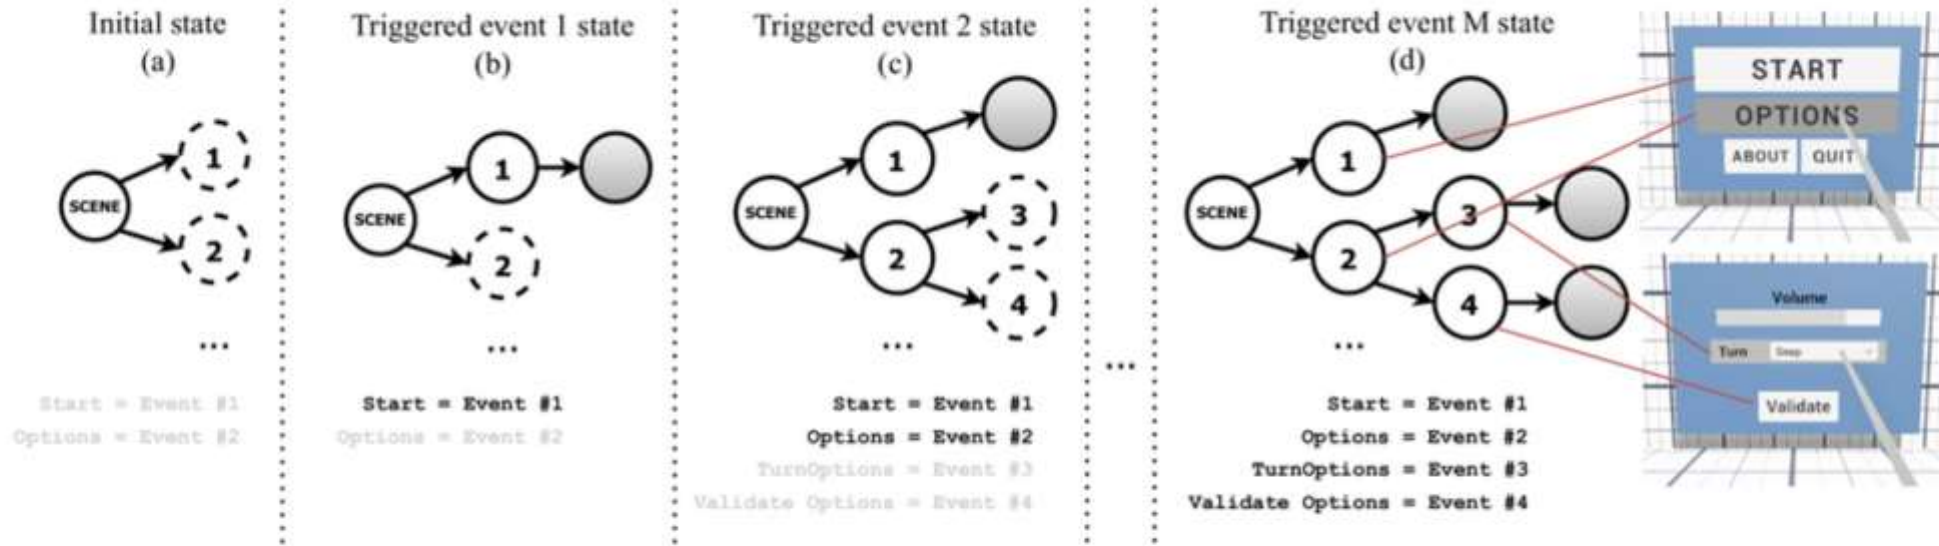 Initial state
(a)
SCENE
1
2
...
Start = Event #1
Options = Event #2
Triggered event 1 state
(b)
SCENE
1
2
...
Start = Event #1
Options = Event #2
Triggered event 2 state
(c)
SCENE
1
2
3
4
...
Start = Event #1
Options = Event #2
TurnOptions = Event #3
Validate Options = Event #4
...
Triggered event M state
(d)
SCENE
1
2
3
4
...
Start = Event #1
Options = Event #2
TurnOptions = Event #3
Validate Options = Event #4
START
OPTIONS
ABOUT QUIT
Volume
Turn Snap
Validate